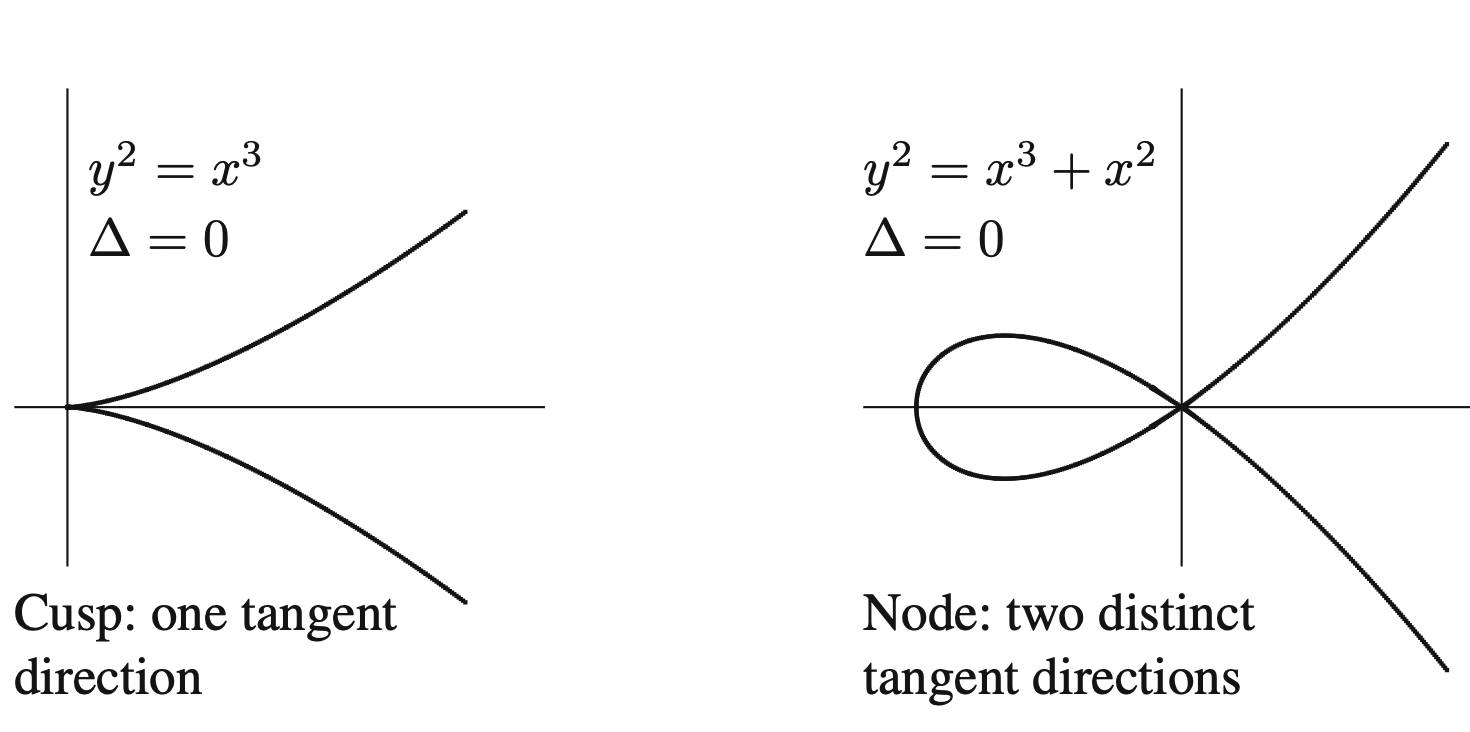 y² = x³
Δ = 0
Cusp: one tangent
direction
y² = x³ + x²
Δ = 0
Node: two distinct
tangent directions